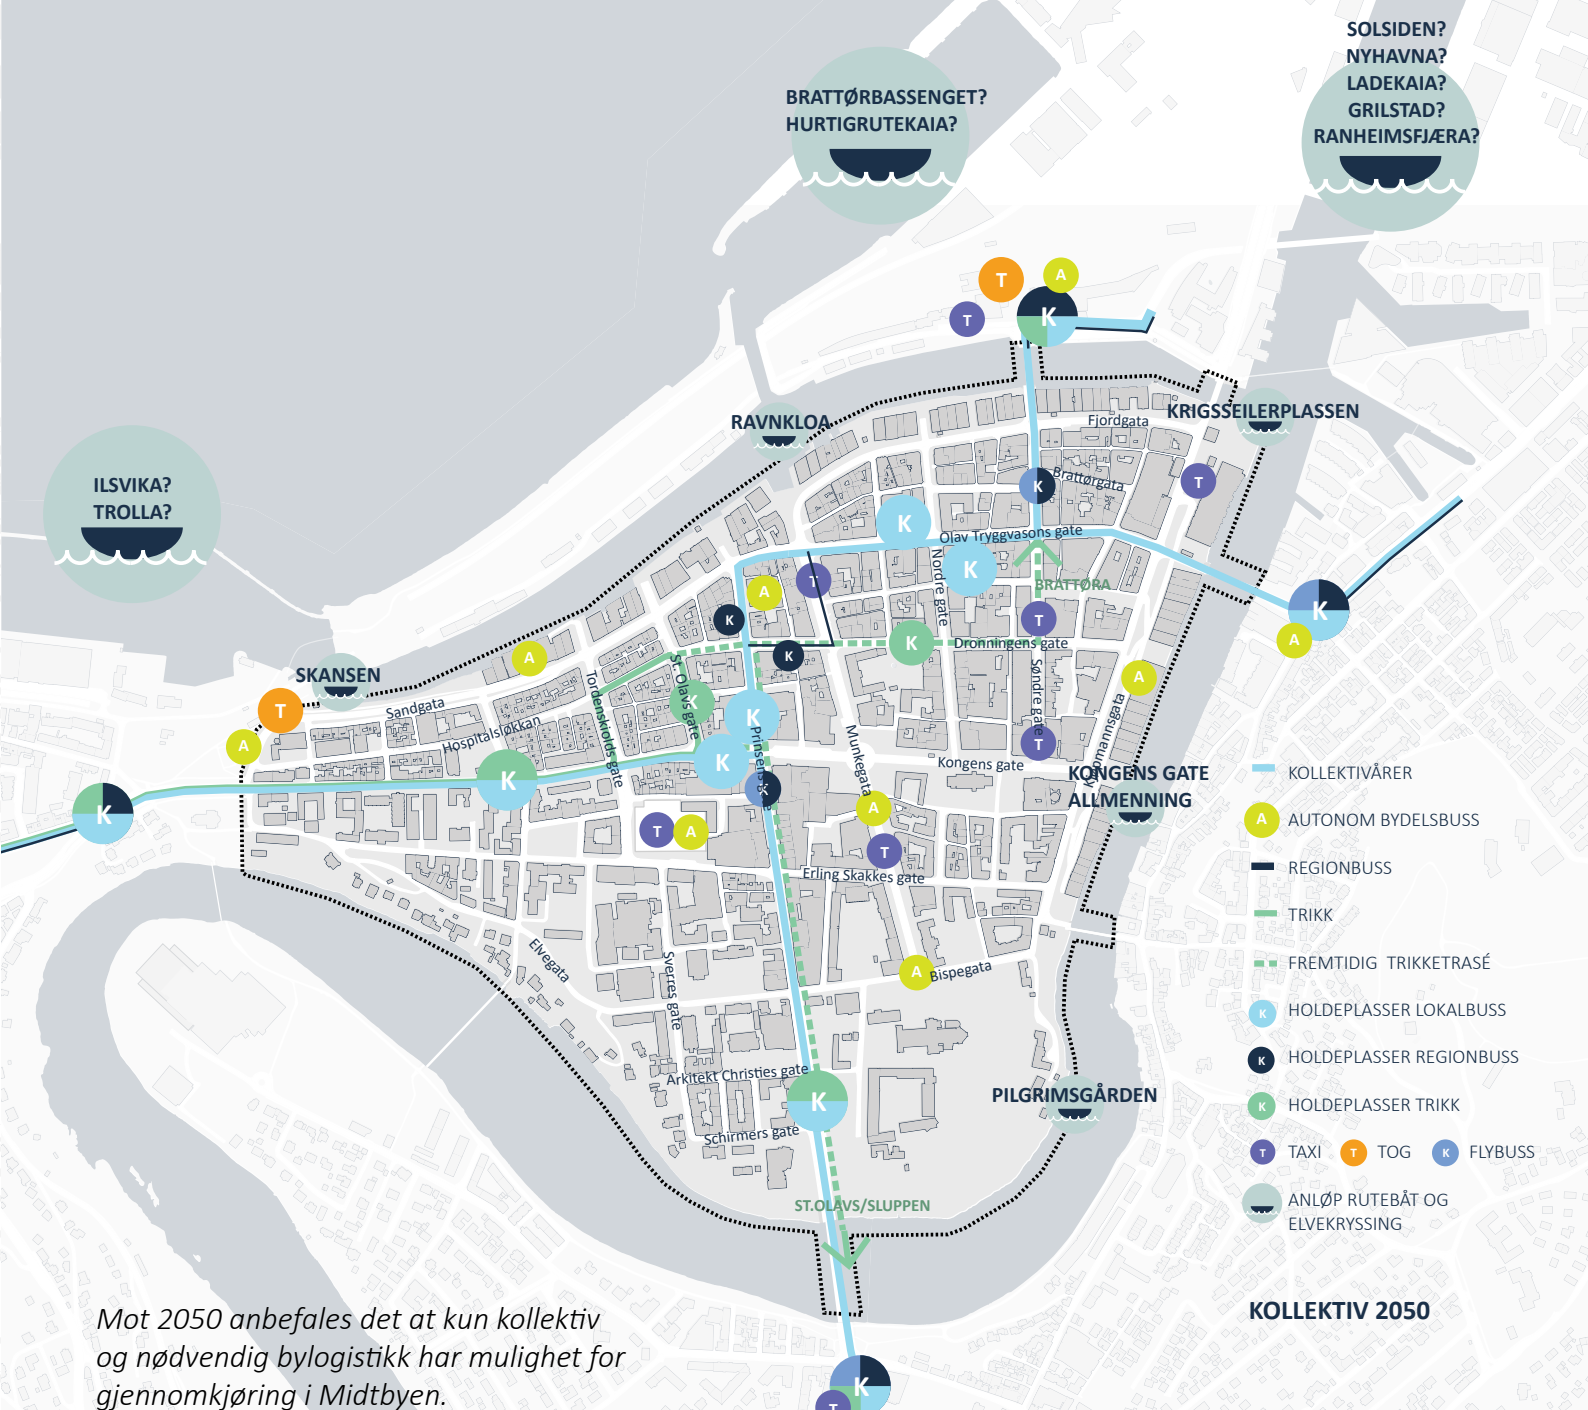 SOLSIDEN?
NYHAVNA?
LADEKAIA?
GRILSTAD?
RANHEIMSFJÆRA?
BRATTØRBASSENGET?
HURTIGRUTEKAIA?
T
A
T
K
KRIGSSEILERPLASSEN
RAVNKLOA
Fjordgata
ILSVIKA?
TROLLA?
Brattørgata
K
T
K
Olav Tryggvasons gate
K
Nordre gate
BRATTØRA
T
A
K
T
K
A
K
K
Dronningens gate
A
SKANSEN
St. Olavs gate
Tordenskiolds gate
Søndre gate
A
Sandgata
T
K
K
Prinsens gate
Hospitalsløkkan
A
Munkegata
T
Kjøpmannsgata
K
K
Kongens gate
KONGENS GATE
ALLMENNING
K
K
A
T
A
T
Erling Skakkes gate
Elvegata
Sverres gate
A
Bispegata
Arkitekt Christies gate
K
PILGRIMSGÅRDEN
Schirmers gate
ST.OLAVS/SLUPPEN
K
T
KOLLEKTIVÅRER
A AUTONOM BYDELSBUSS
REGIONBUSS
TRIKK
FREMTIDIG TRIKKETRASÉ
K HOLDEPLASSER LOKALBUSS
K HOLDEPLASSER REGIONBUSS
K HOLDEPLASSER TRIKK
T TAXI T TOG K FLYBUSS
ANLØP RUTEBÅT OG
ELVEKRYSSING
KOLLEKTIV 2050
Mot 2050 anbefales det at kun kollektiv
og nødvendig bylogistikk har mulighet for
gjennomkjøring i Midtbyen.